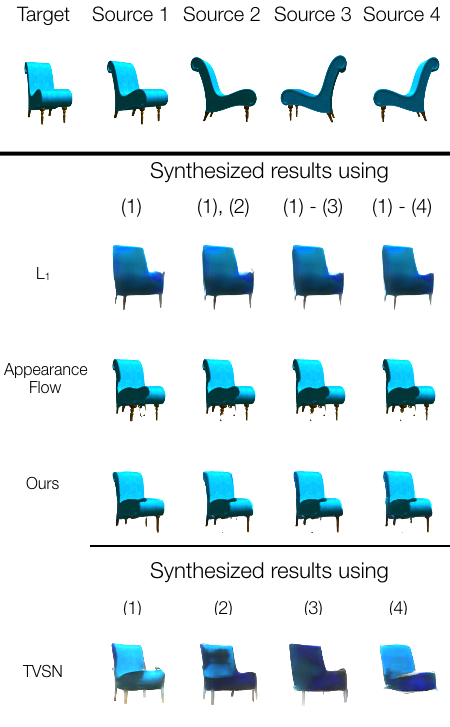 Target Source 1 Source 2 Source 3 Source 4
Synthesized results using
(1) (1), (2) (1) - (3) (1) - (4)
L₁
Appearance
Flow
Ours
Synthesized results using
(1) (2) (3) (4)
TVSN